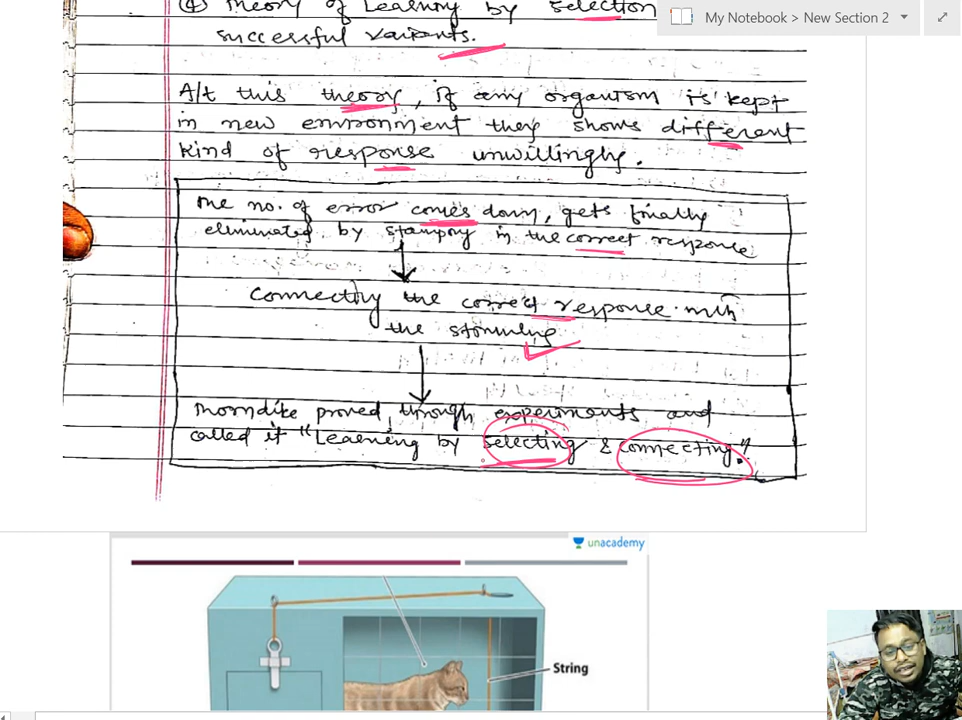 ④ Theory of Learning by Selection
My Notebook > New Section 2
successful variants.
A/t this theory, if any organism is kept
in new environment they shows different
kind of response unwillingly.
The no. of error comes down, gets finally
eliminated by stamping in the correct response
Connecting the correct response with
the
Thorndike proved through experiments and
called it "Learning by selecting & connecting."
unacademy
String